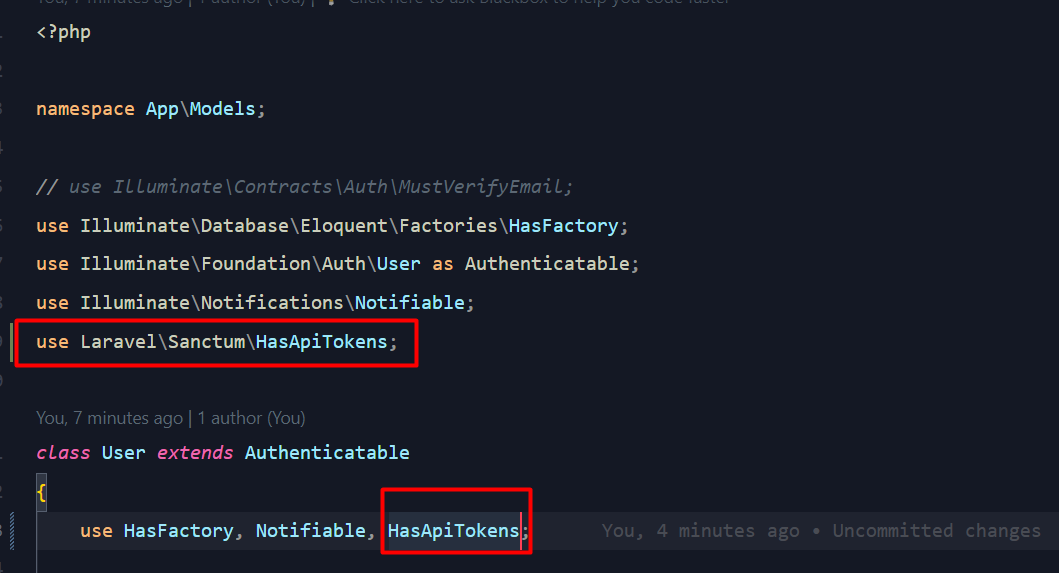 You, 7 minutes ago | 1 author (You) | Click here to ask Blackbox to help you code faster
<?php
namespace App\Models;
// use Illuminate\Contracts\Auth\MustVerifyEmail;
use Illuminate\Database\Eloquent\Factories\HasFactory;
use Illuminate\Foundation\Auth\User as Authenticatable;
use Illuminate\Notifications\Notifiable;
use Laravel\Sanctum\HasApiTokens;
You, 7 minutes ago | 1 author (You)
class User extends Authenticatable
{
use HasFactory, Notifiable, HasApiTokens; You, 4 minutes ago • Uncommitted changes